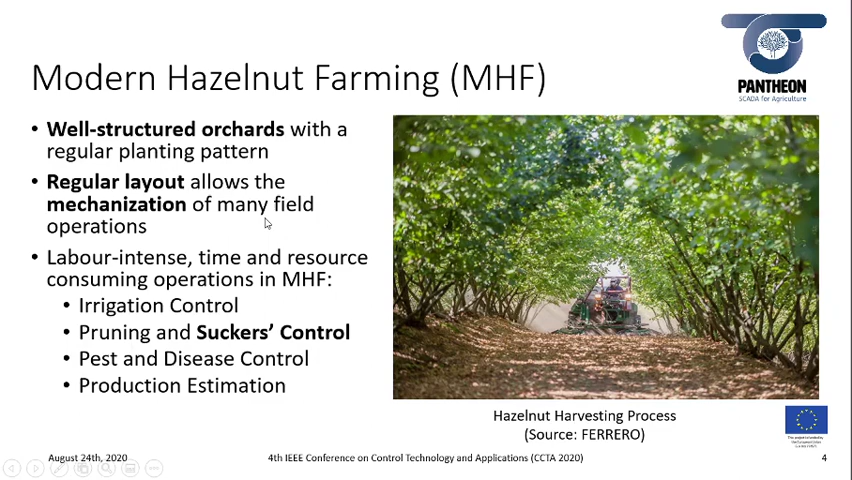 PANTHEON
SCADA for Agriculture
Modern Hazelnut Farming (MHF)
• Well-structured orchards with a
regular planting pattern
• Regular layout allows the
mechanization of many field
operations
• Labour-intense, time and resource
consuming operations in MHF:
• Irrigation Control
• Pruning and Suckers’ Control
• Pest and Disease Control
• Production Estimation
Hazelnut Harvesting Process
(Source: FERRERO)
August 24th, 2020
4th IEEE Conference on Control Technology and Applications (CCTA 2020)
4